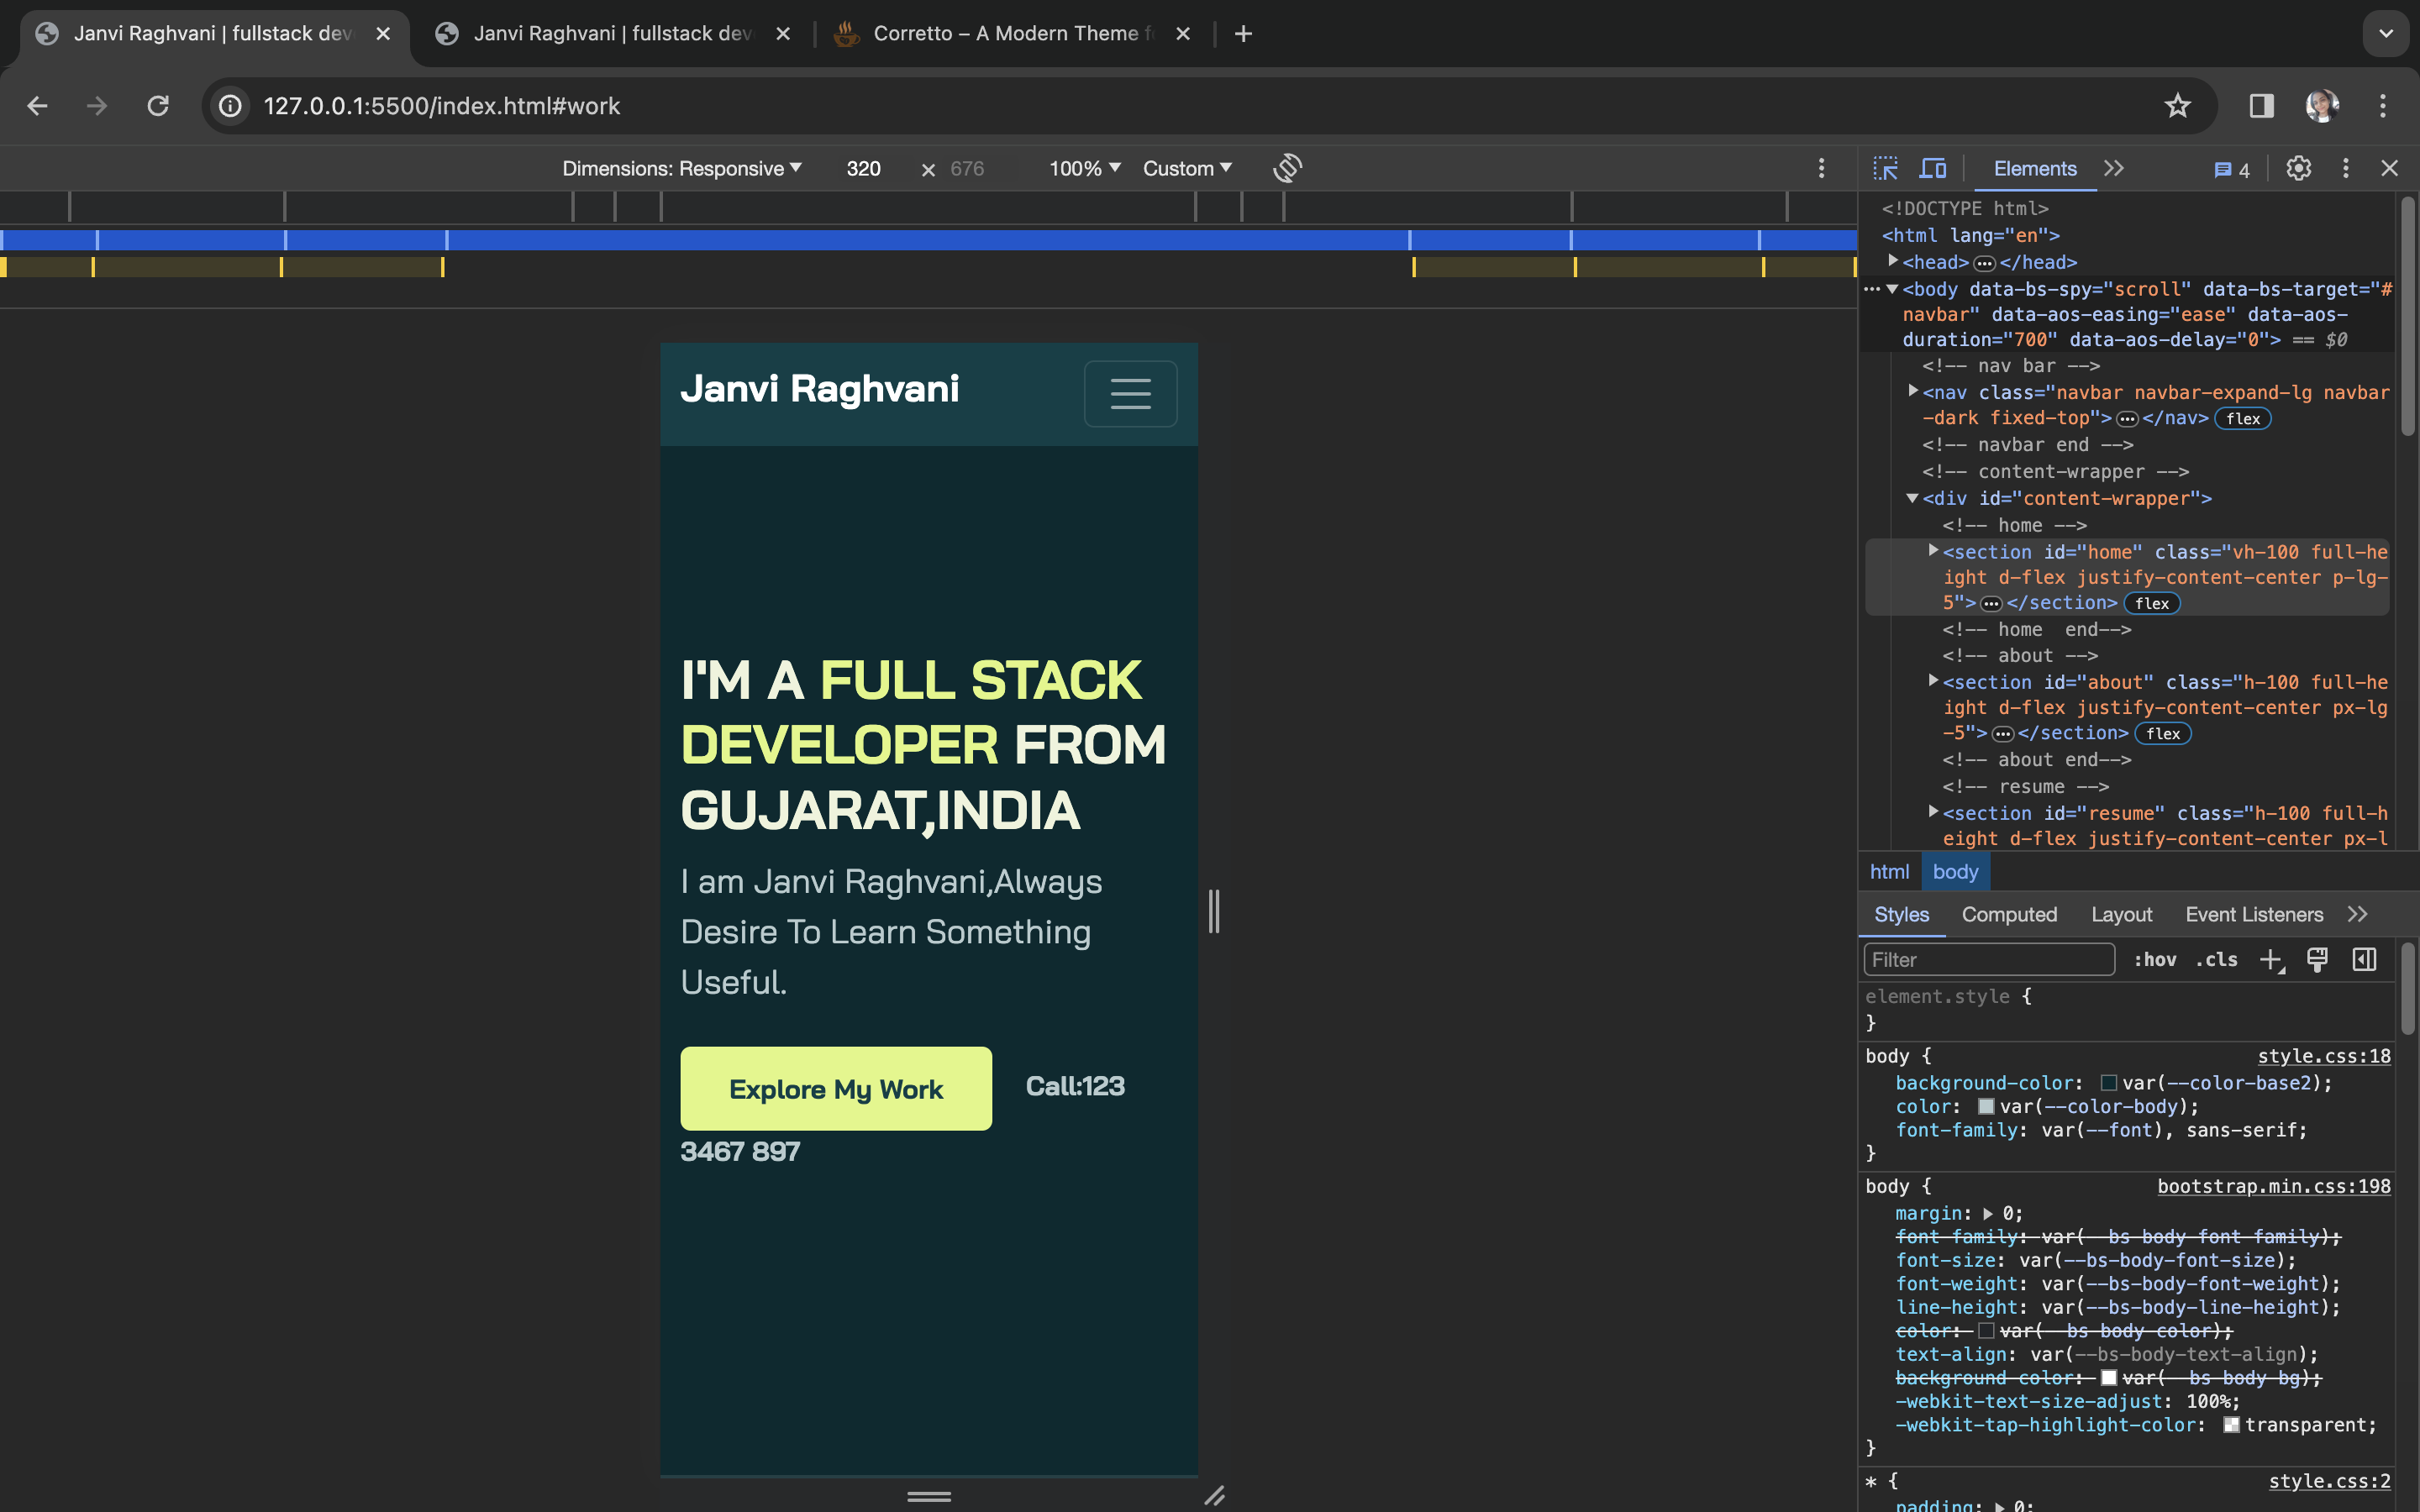 Janvi Raghvani | fullstack dev
Janvi Raghvani | fullstack dev
Corretto – A Modern Theme f
127.0.0.1:5500/index.html#work
Dimensions: Responsive 320 × 676 100% Custom
Elements 4
<!DOCTYPE html>
<html lang="en">
<head>…</head>
<body data-bs-spy="scroll" data-bs-target="#
navbar" data-aos-easing="ease" data-aos-
duration="700" data-aos-delay="0"> == $0
<!-- nav bar -->
<nav class="navbar navbar-expand-lg navbar
-dark fixed-top">…</nav> flex
<!-- navbar end -->
<!-- content-wrapper -->
<div id="content-wrapper">
<!-- home -->
<section id="home" class="vh-100 full-he
ight d-flex justify-content-center p-lg-
5">…</section> flex
<!-- home  end-->
<!-- about -->
<section id="about" class="h-100 full-he
ight d-flex justify-content-center px-lg
-5">…</section> flex
<!-- about end-->
<!-- resume -->
<section id="resume" class="h-100 full-h
eight d-flex justify-content-center px-l
html body
Styles Computed Layout Event Listeners
Filter :hov .cls
element.style {
}
body { style.css:18
background-color: var(--color-base2);
color: var(--color-body);
font-family: var(--font), sans-serif;
}
body { bootstrap.min.css:198
margin: 0;
font-family: var(--bs-body-font-family);
font-size: var(--bs-body-font-size);
font-weight: var(--bs-body-font-weight);
line-height: var(--bs-body-line-height);
color: var(--bs-body-color);
text-align: var(--bs-body-text-align);
background-color: var(--bs-body-bg);
-webkit-text-size-adjust: 100%;
-webkit-tap-highlight-color: transparent;
}
* { style.css:2
padding: 0;
Janvi Raghvani
I'M A FULL STACK
DEVELOPER FROM
GUJARAT,INDIA
I am Janvi Raghvani,Always
Desire To Learn Something
Useful.
Explore My Work Call:123
3467 897